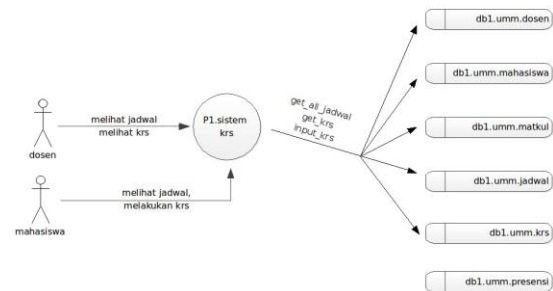 melihat jadwal
melihat krs
dosen
melihat jadwal,
melakukan krs
mahasiswa
P1.sistem
krs
get_all_jadwal
get_krs
input_krs
db1.umm.dosen
db1.umm.mahasiswa
db1.umm.matkul
db1.umm.jadwal
db1.umm.krs
db1.umm.presensi